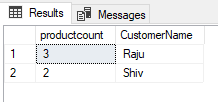 Results Messages
productcount CustomerName
1 3 Raju
2 2 Shiv